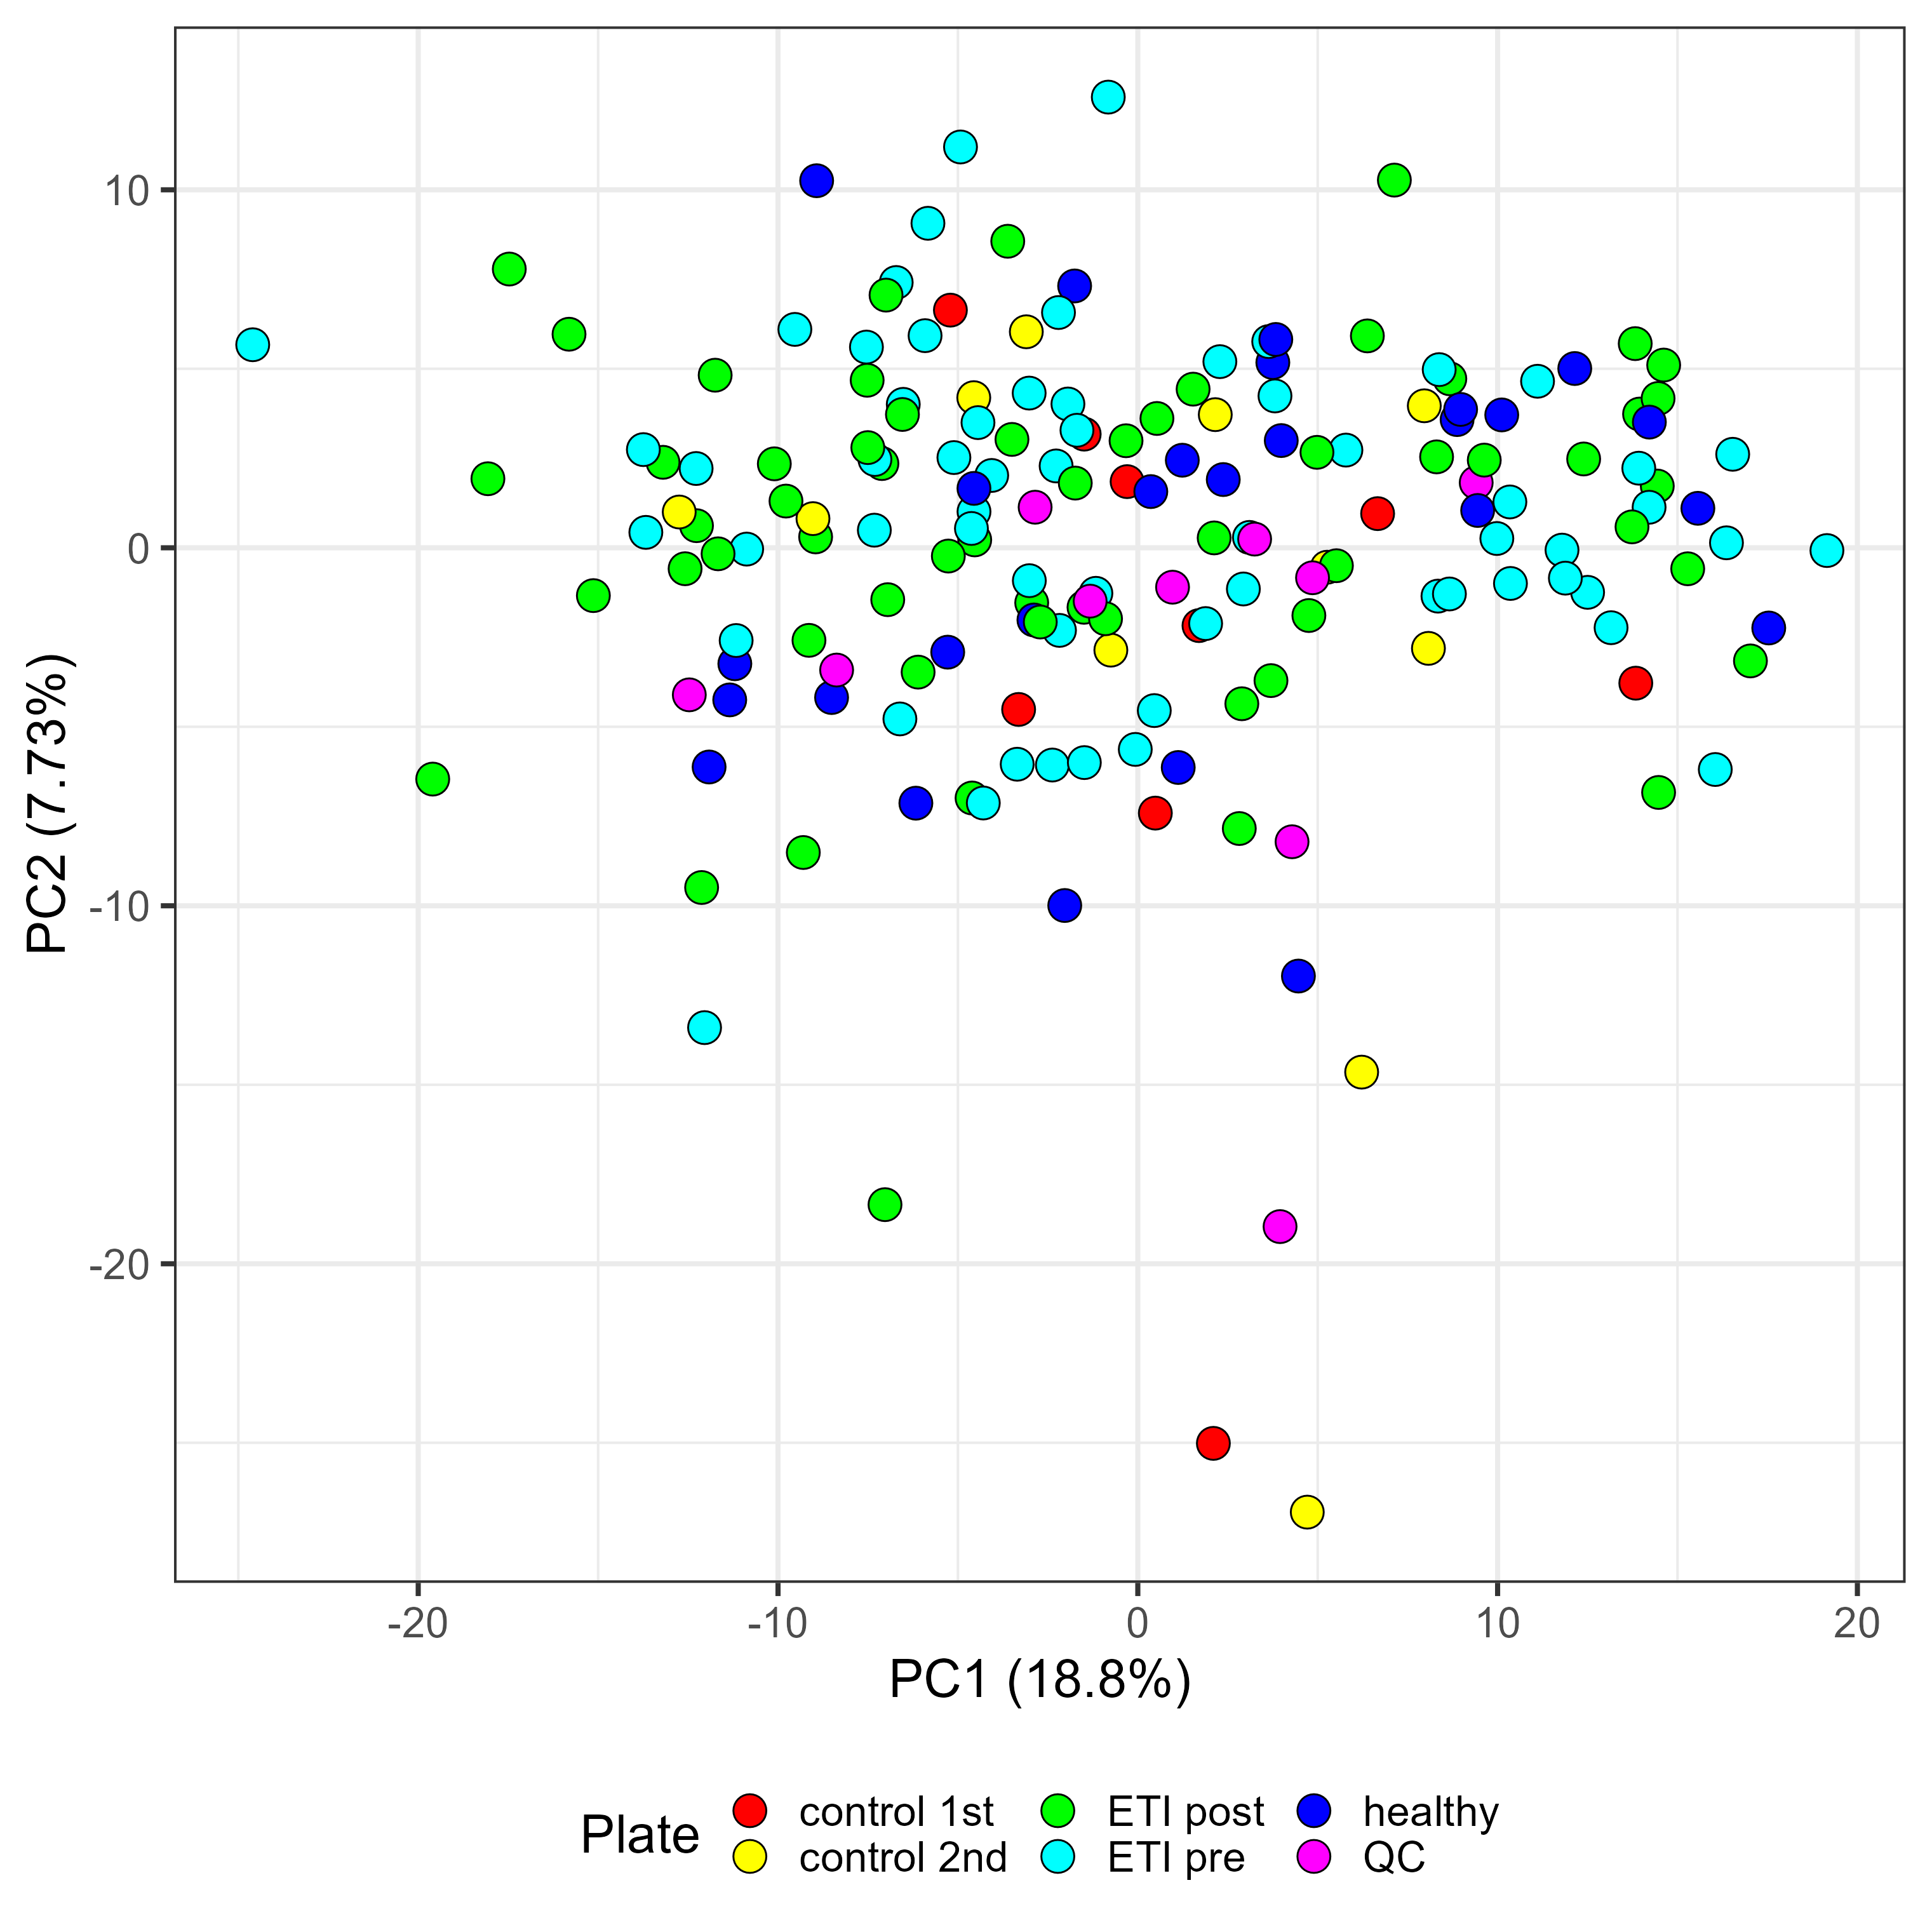 10
0
-10
-20
PC2 (7.73%)
-20 -10 0 10 20
PC1 (18.8%)
Plate
control 1st ETI post healthy
control 2nd ETI pre QC